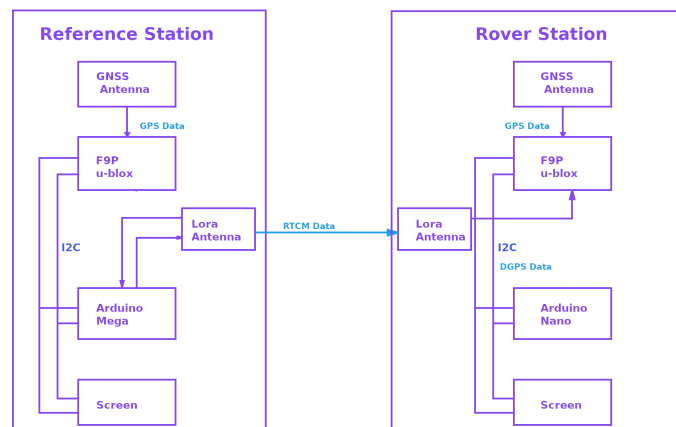 Reference Station
GNSS
Antenna
GPS Data
F9P
u-blox
Lora
Antenna
I2C
Arduino
Mega
Screen
RTCM Data
Rover Station
GNSS
Antenna
GPS Data
F9P
u-blox
Lora
Antenna
I2C
DGPS Data
Arduino
Nano
Screen